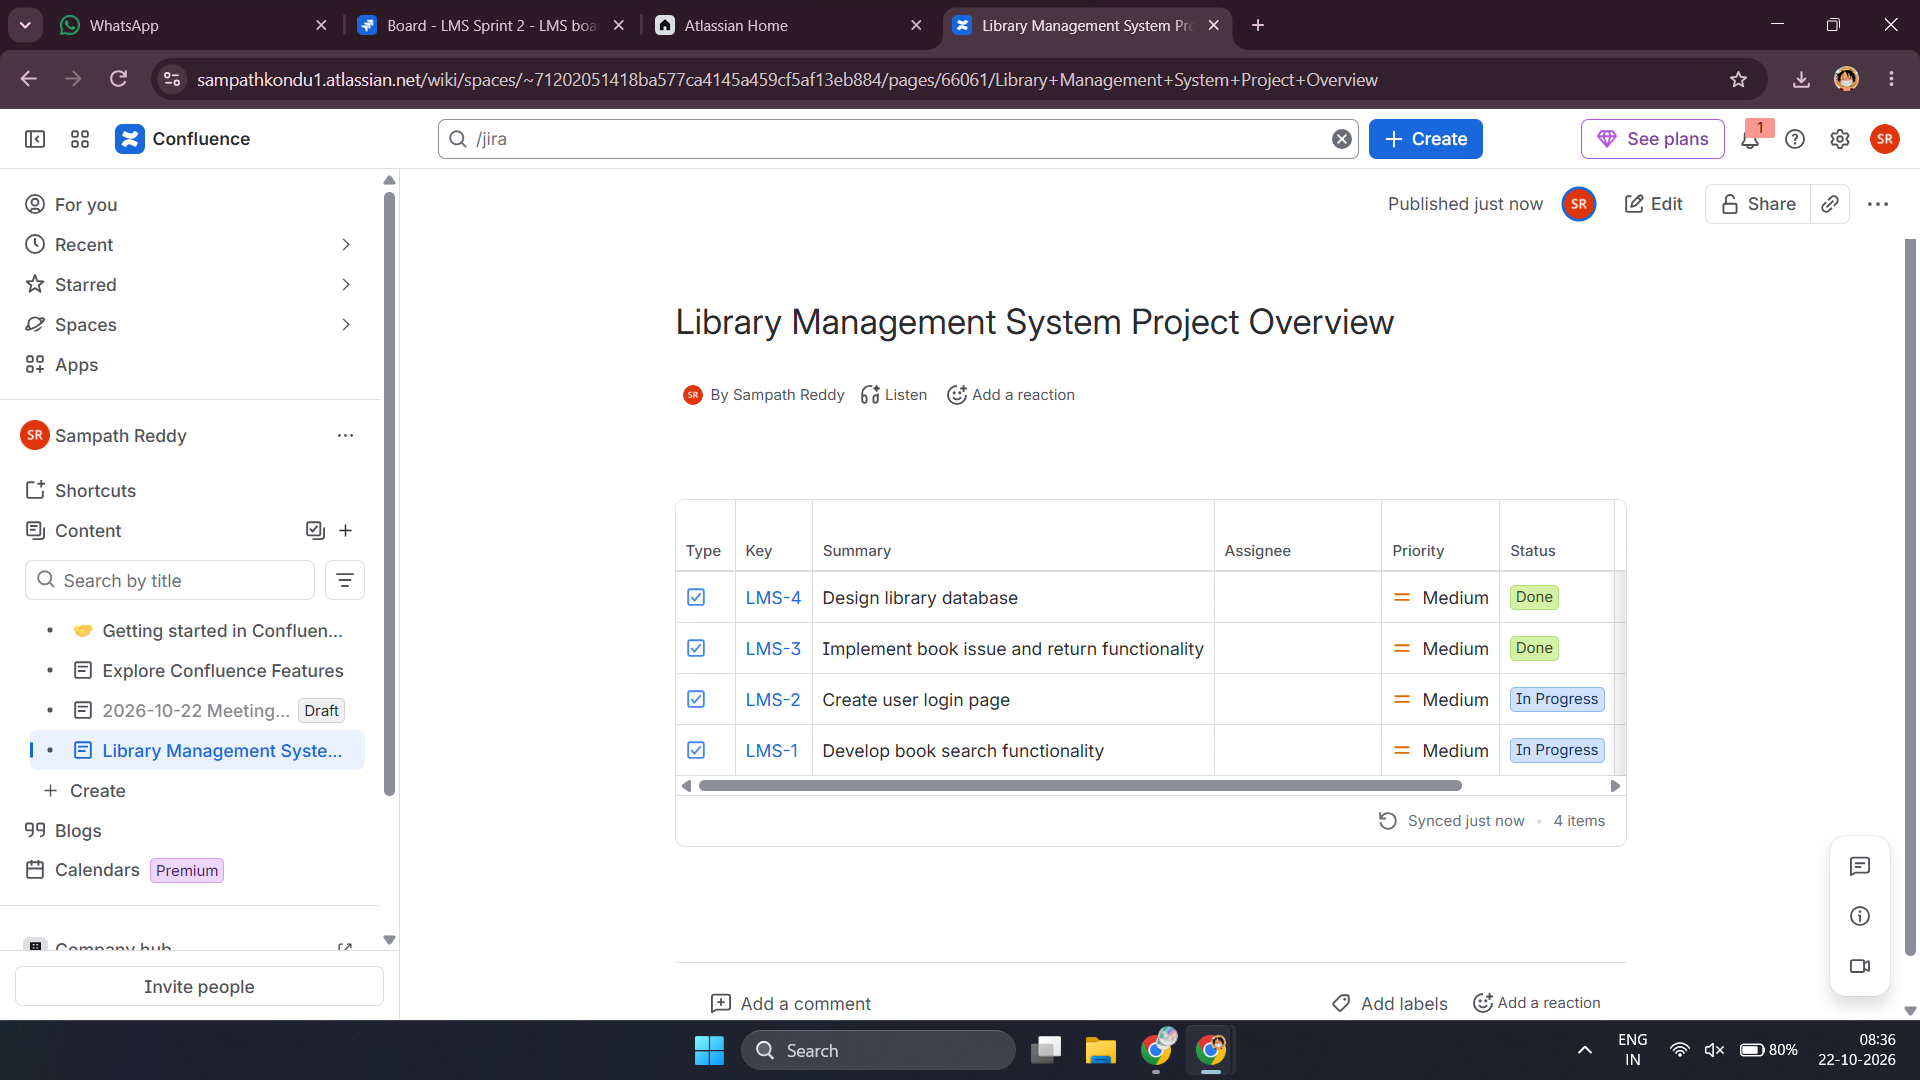 WhatsApp
Board - LMS Sprint 2 - LMS boa
Atlassian Home
Library Management System Pro
sampathkondu1.atlassian.net/wiki/spaces/~71202051418ba577ca4145a459cf5af13eb884/pages/66061/Library+Management+System+Project+Overview
Confluence
/jira
Create
See plans
1
SR
For you
Recent
Starred
Spaces
Apps
SR Sampath Reddy
Shortcuts
Content
Search by title
Getting started in Confluen...
Explore Confluence Features
2026-10-22 Meeting... Draft
Library Management Syste...
Create
Blogs
Calendars Premium
Company hub
Invite people
Published just now
SR
Edit
Share
Library Management System Project Overview
SR By Sampath Reddy Listen Add a reaction
Type Key Summary Assignee Priority Status
LMS-4 Design library database Medium Done
LMS-3 Implement book issue and return functionality Medium Done
LMS-2 Create user login page Medium In Progress
LMS-1 Develop book search functionality Medium In Progress
Synced just now • 4 items
Add a comment
Add labels
Add a reaction
Search
ENG
IN
80%
08:36
22-10-2026